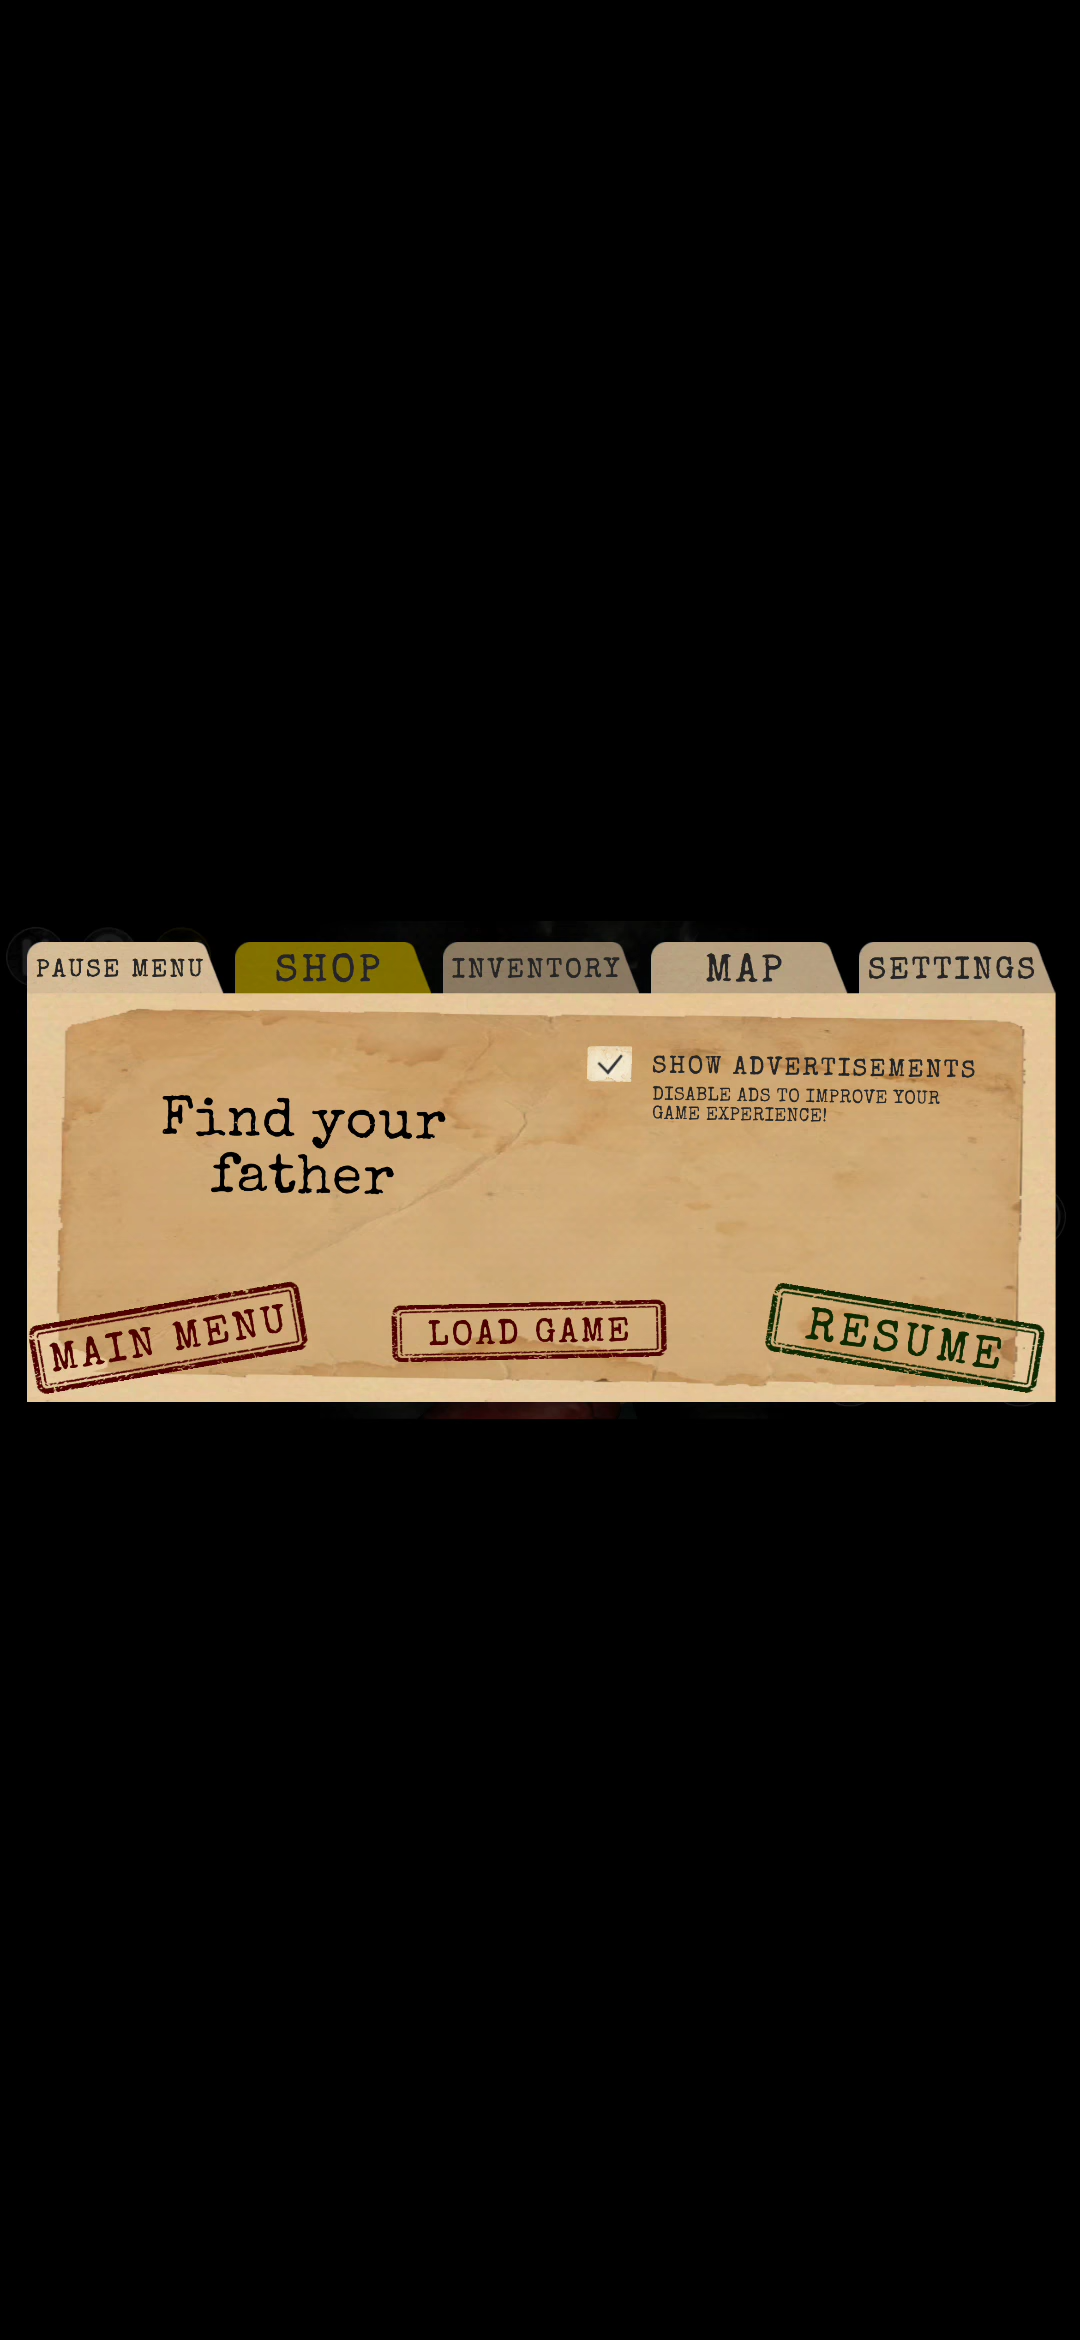 PAUSE MENU
SHOP
INVENTORY
MAP
SETTINGS
Find your
father
SHOW ADVERTISEMENTS
DISABLE ADS TO IMPROVE YOUR
GAME EXPERIENCE!
MAIN MENU
LOAD GAME
RESUME